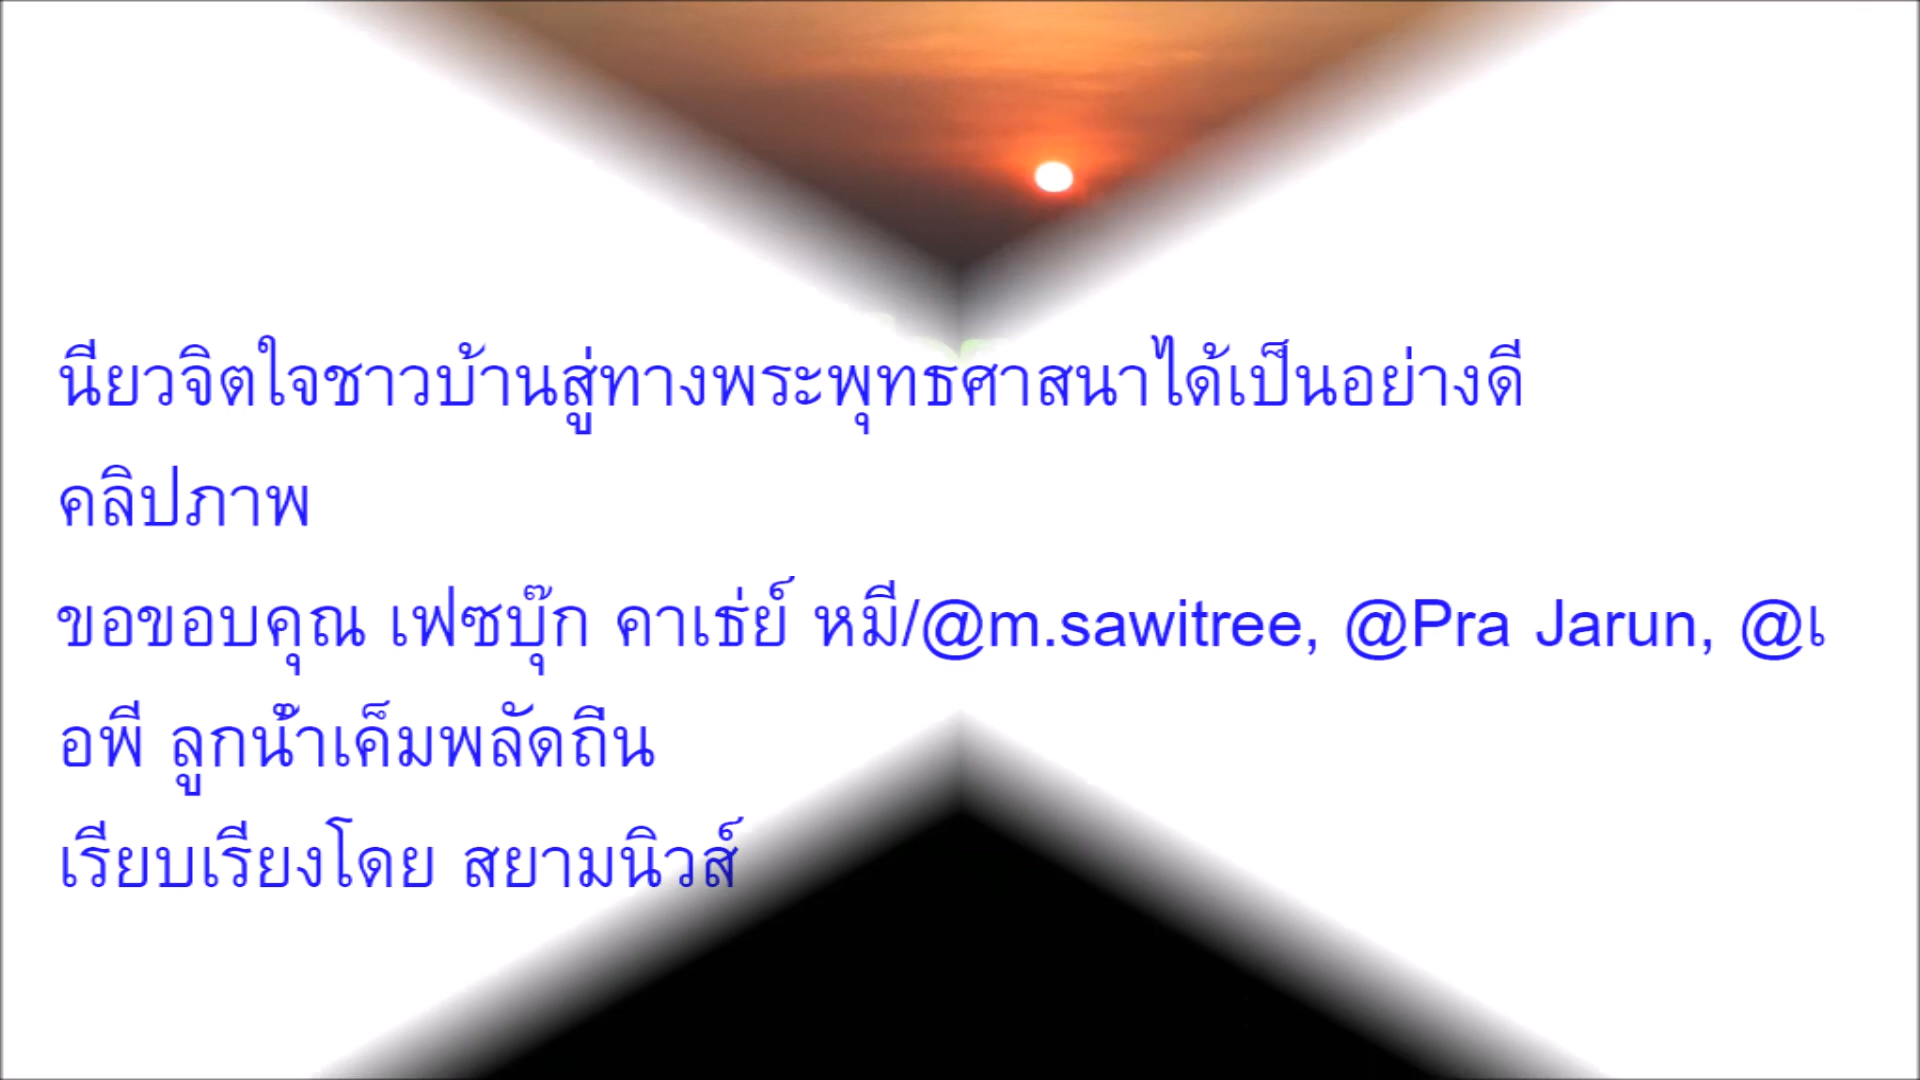 นียวจิตใจชาวบ้านสู่ทางพระพุทธศาสนาได้เป็นอย่างดี
คลิปภาพ
ขอขอบคุณ เฟซบุ๊ก คาเธ่ย์ หมี/@m.sawitree, @Pra Jarun, @เ
อพี ลูกน้ำเค็มพลัดถืน
เรียบเรียงโดย สยามนิวส์